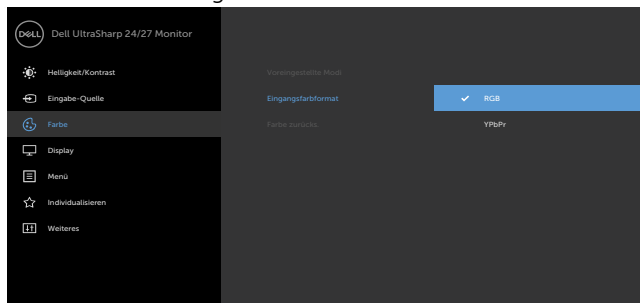 DELL
Dell UltraSharp 24/27 Monitor
Helligkeit/Kontrast
Eingabe-Quelle
Farbe
Display
Menü
Individualisieren
Weiteres
Voreingestellte Modi
Eingangsfarbformat
Farbe zurücks.
RGB
YPbPr